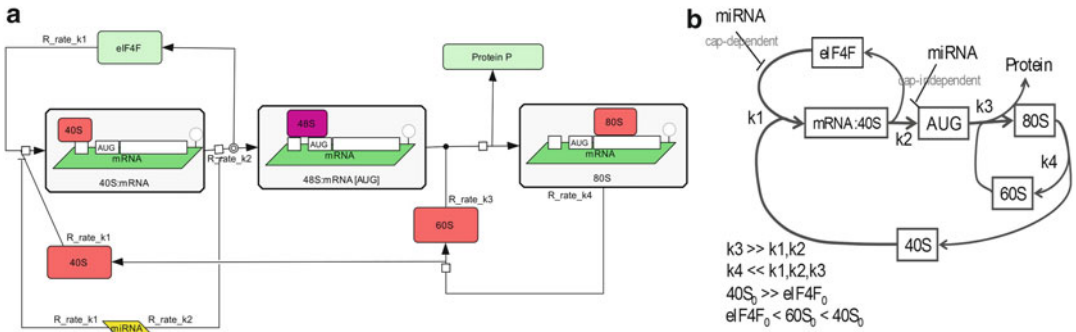 a
R_rate_k1
eIF4F
Protein P
40S
AUG
mRNA
40S:mRNA
R_rate_k2
48S
AUG
mRNA
48S:mRNA [AUG]
80S
AUG
mRNA
80S
R_rate_k3
R_rate_k4
60S
R_rate_k1
40S
R_rate_k1
miRNA
R_rate_k2
b
miRNA
cap-dependent
eIF4F
miRNA
cap-independent
Protein
k1
mRNA:40S
k2
AUG
k3
80S
k4
60S
40S
k3 >> k1,k2
k4 << k1,k2,k3
40S₀ >> eIF4F₀
eIF4F₀ < 60S₀ < 40S₀